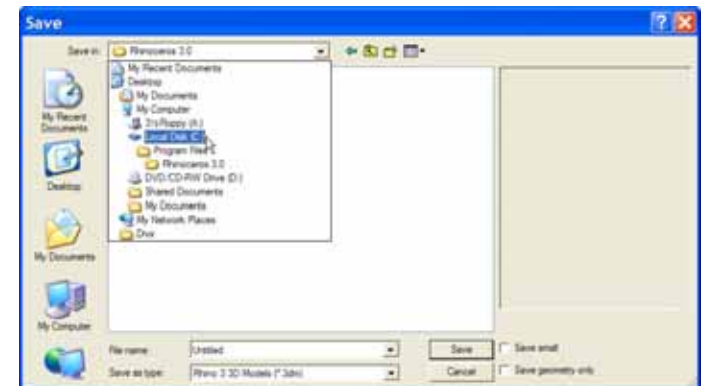 Save
Save in: Rhinoceros 3.0
My Recent Documents
Desktop
My Documents
My Computer
3½ Floppy (A:)
Local Disk (C:)
Program Files
Rhinoceros 3.0
DVD/CD-RW Drive (D:)
Shared Documents
My Documents
My Network Places
My Recent
Documents
Desktop
My Documents
My Computer
File name: Untitled
Save
Save small
Save as type: Rhino 3 3D Models (*.3dm)
Cancel
Save geometry only